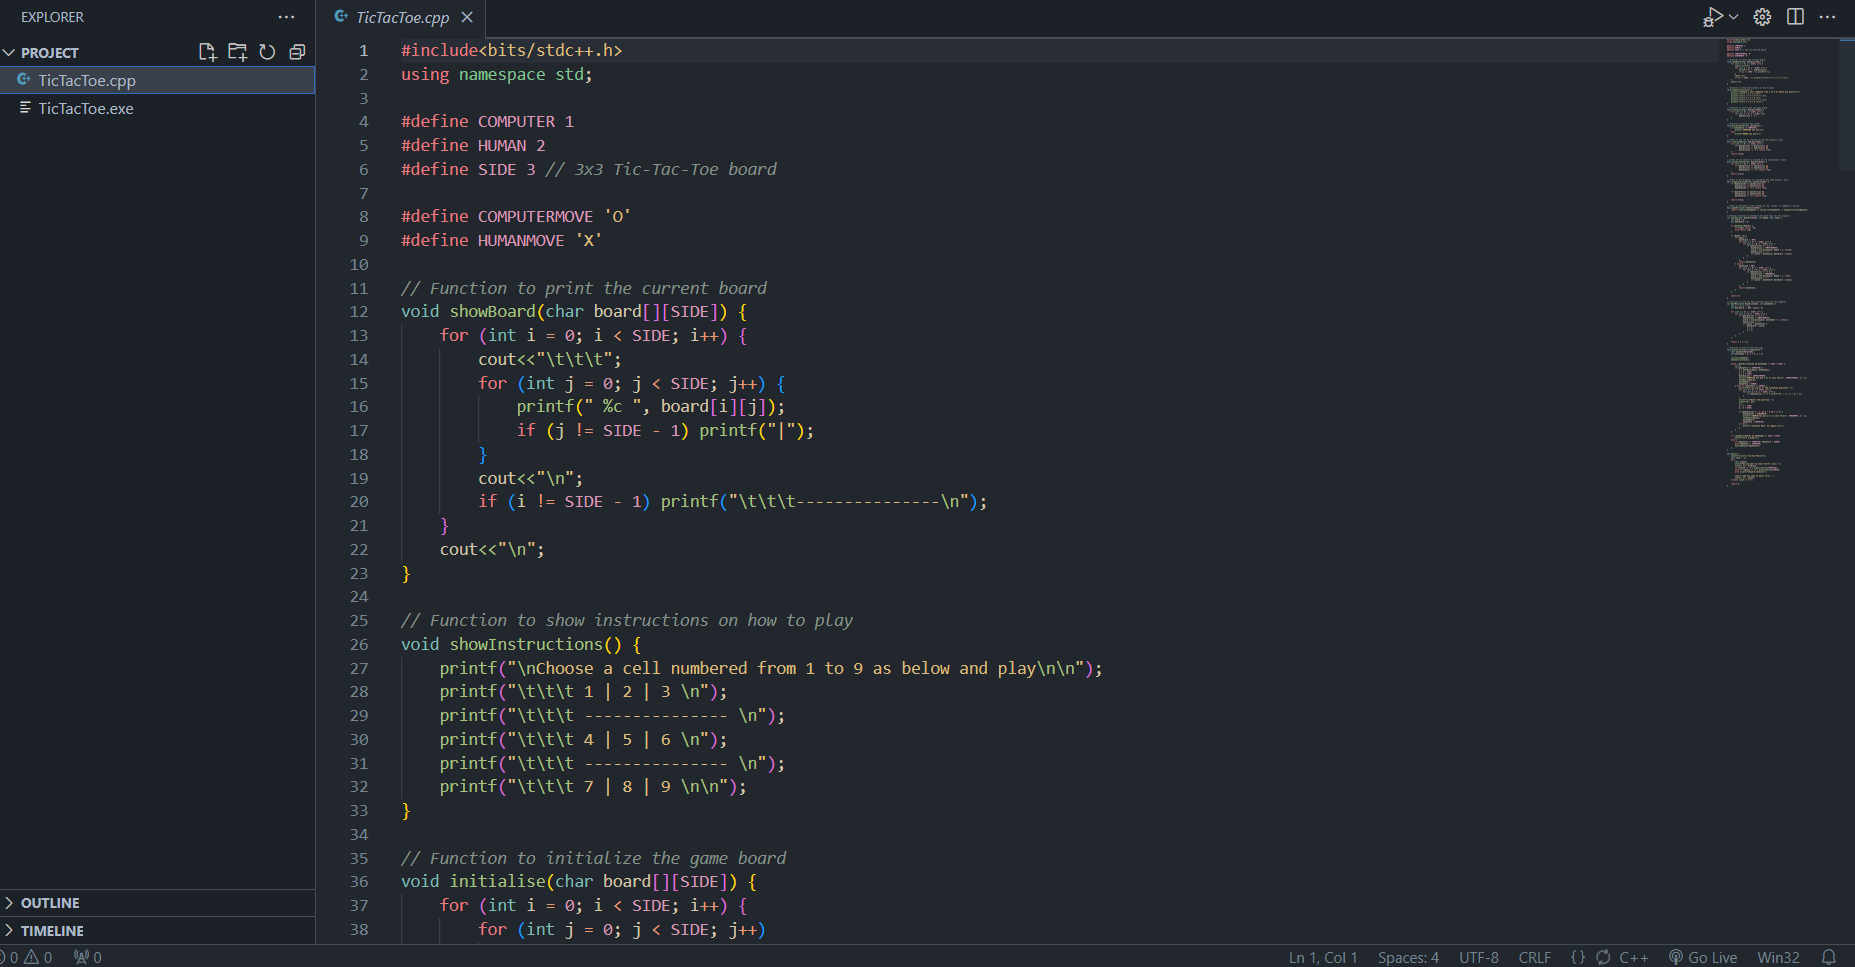 EXPLORER
PROJECT
TicTacToe.cpp
TicTacToe.exe
OUTLINE
TIMELINE
TicTacToe.cpp
1 #include<bits/stdc++.h>
2 using namespace std;
3
4 #define COMPUTER 1
5 #define HUMAN 2
6 #define SIDE 3 // 3x3 Tic-Tac-Toe board
7
8 #define COMPUTERMOVE 'O'
9 #define HUMANMOVE 'X'
10
11 // Function to print the current board
12 void showBoard(char board[][SIDE]) {
13     for (int i = 0; i < SIDE; i++) {
14         cout<<"\t\t\t";
15         for (int j = 0; j < SIDE; j++) {
16             printf(" %c ", board[i][j]);
17             if (j != SIDE - 1) printf("|");
18         }
19         cout<<"\n";
20         if (i != SIDE - 1) printf("\t\t\t---------------\n");
21     }
22     cout<<"\n";
23 }
24
25 // Function to show instructions on how to play
26 void showInstructions() {
27     printf("\nChoose a cell numbered from 1 to 9 as below and play\n\n");
28     printf("\t\t\t 1 | 2 | 3 \n");
29     printf("\t\t\t --------------- \n");
30     printf("\t\t\t 4 | 5 | 6 \n");
31     printf("\t\t\t --------------- \n");
32     printf("\t\t\t 7 | 8 | 9 \n\n");
33 }
34
35 // Function to initialize the game board
36 void initialise(char board[][SIDE]) {
37     for (int i = 0; i < SIDE; i++) {
38         for (int j = 0; j < SIDE; j++)
0 0 0 Ln 1, Col 1 Spaces: 4 UTF-8 CRLF {} C++ Go Live Win32